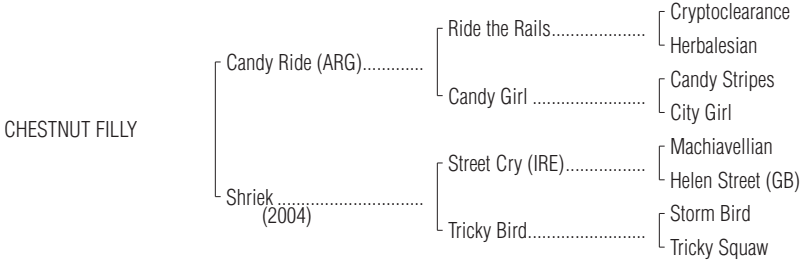 Cryptoclearance
Ride the Rails....................
Herbalesian
Candy Ride (ARG).............
Candy Stripes
Candy Girl ........................
City Girl
CHESTNUT FILLY
Machiavellian
Street Cry (IRE).................
Helen Street (GB)
Shriek ...............................
(2004)
Storm Bird
Tricky Bird.........................
Tricky Squaw